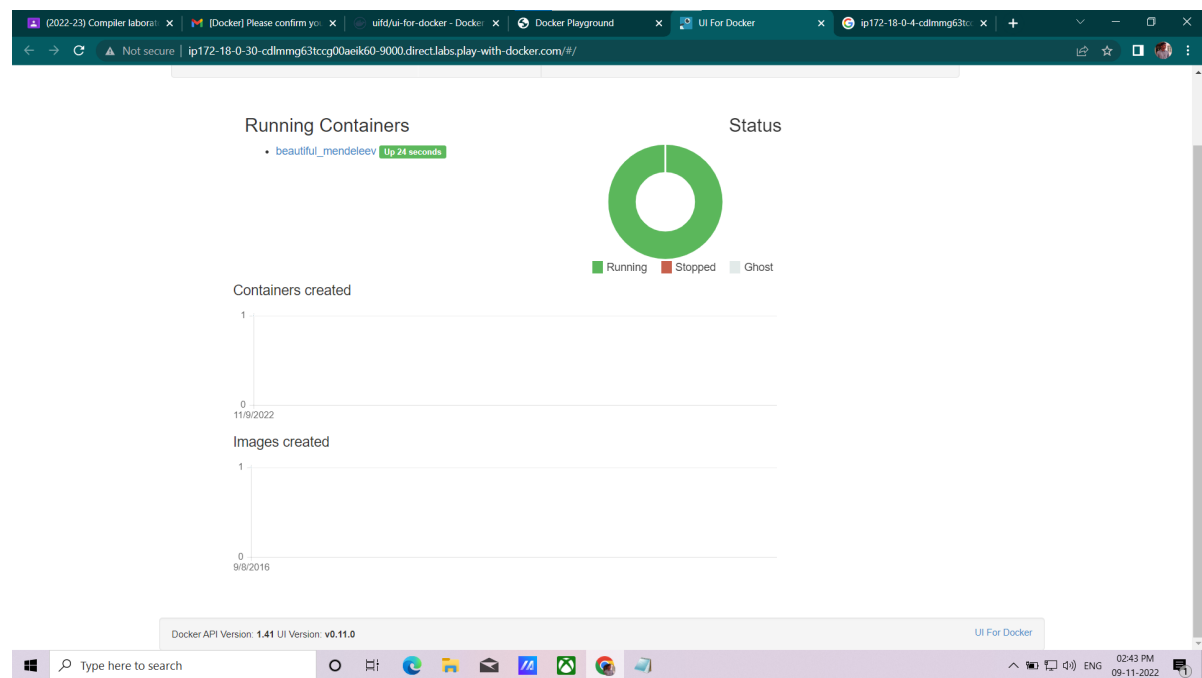 (2022-23) Compiler laborat
[Docker] Please confirm you
uifd/ui-for-docker - Docker
Docker Playground
UI For Docker
ip172-18-0-4-cdlmmg63tcc
Not secure | ip172-18-0-30-cdlmmg63tccg00aeik60-9000.direct.labs.play-with-docker.com/#/
Running Containers
beautiful_mendeleev Up 24 seconds
Status
Running Stopped Ghost
Containers created
1
0
11/9/2022
Images created
1
0
9/8/2016
Docker API Version: 1.41 UI Version: v0.11.0
UI For Docker
Type here to search
ENG
02:43 PM
09-11-2022
1